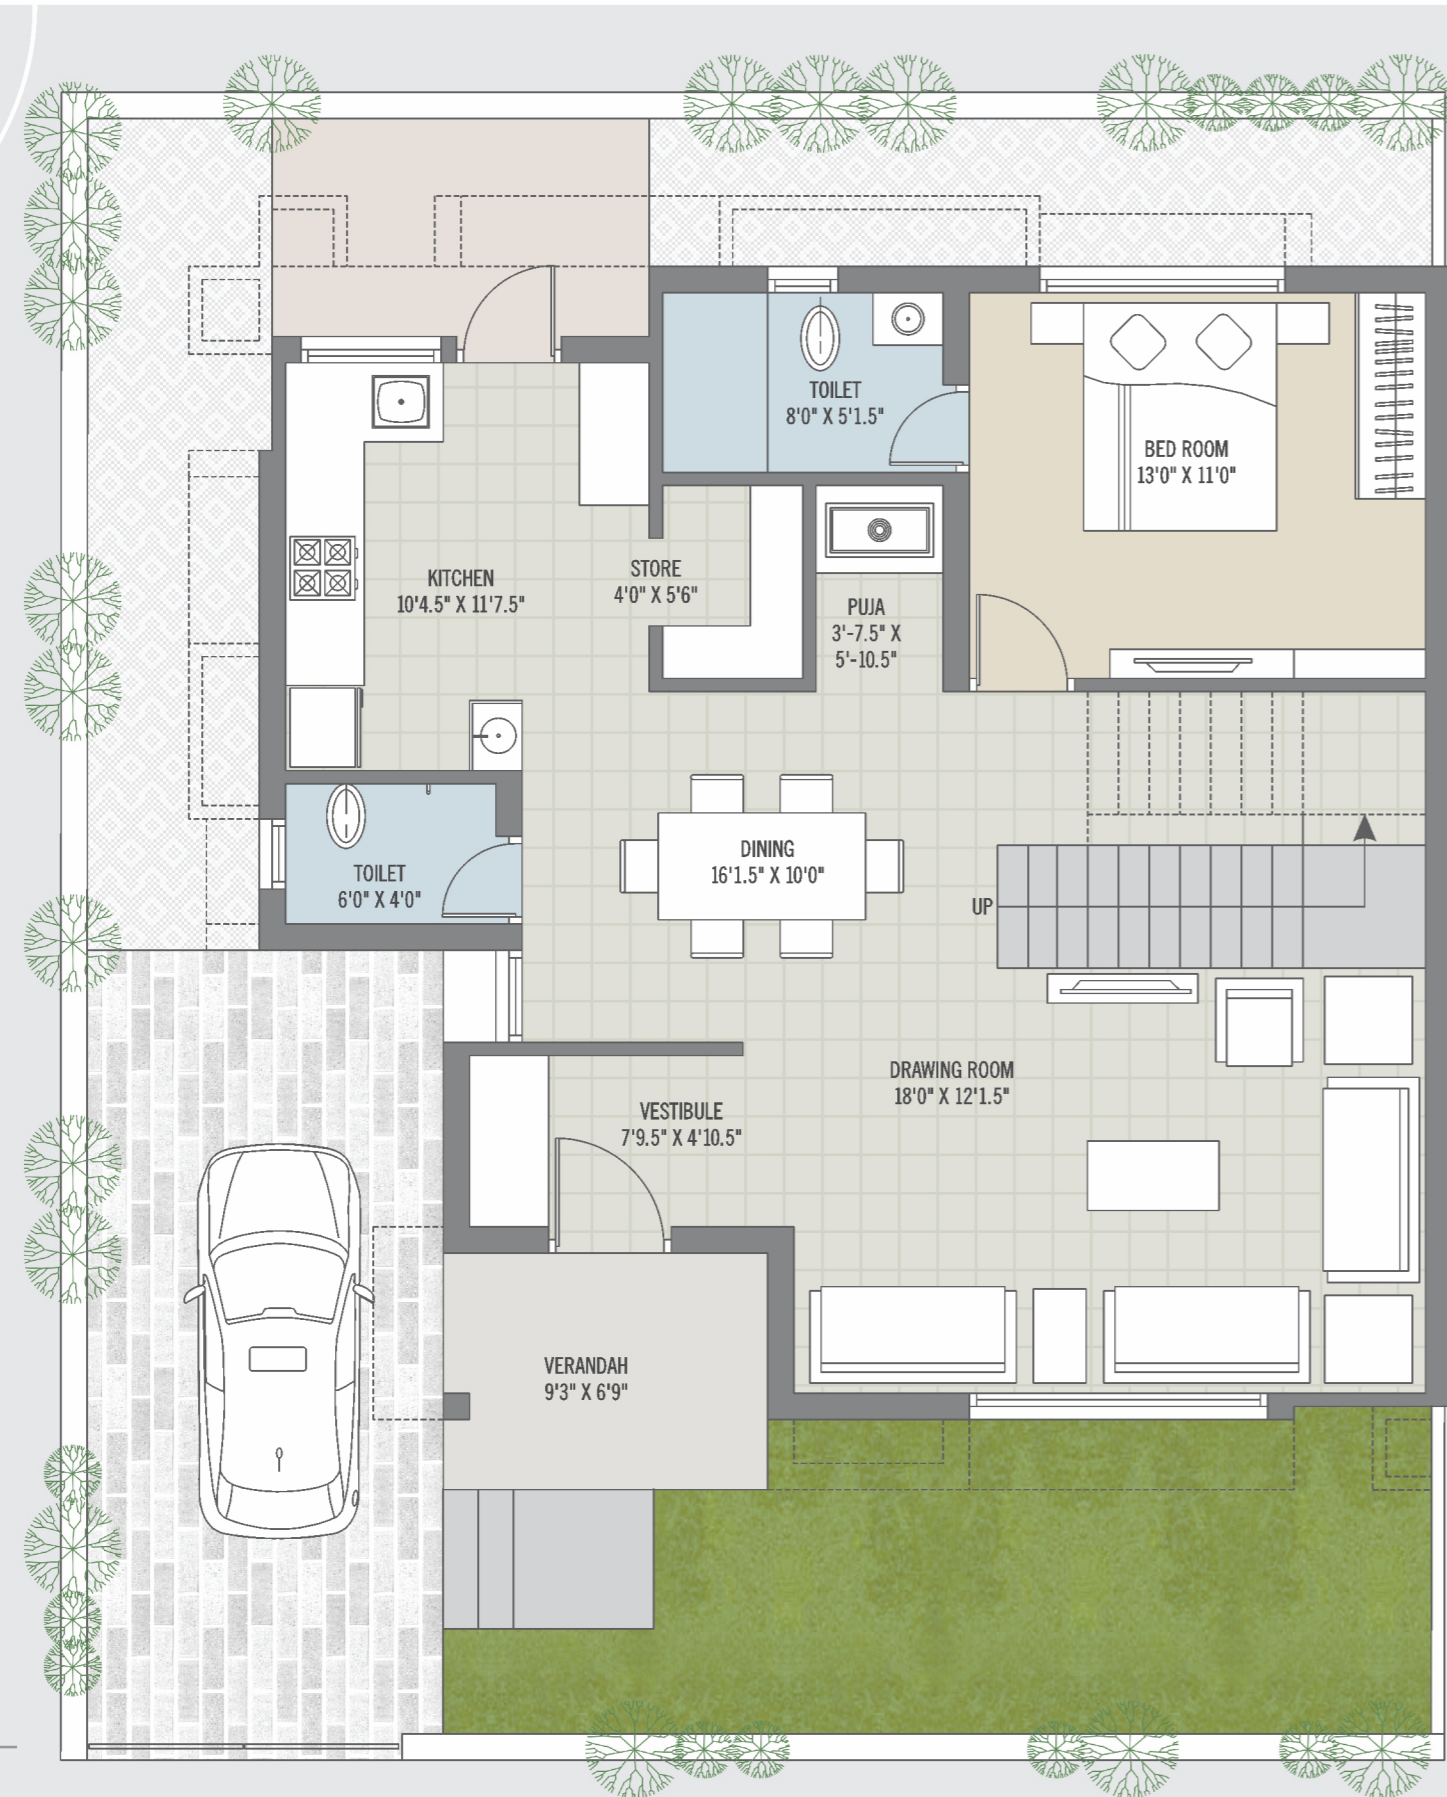 TOILET
8'0" X 5'1.5"
BED ROOM
13'0" X 11'0"
KITCHEN
10'4.5" X 11'7.5"
STORE
4'0" X 5'6"
PUJA
3'-7.5" X
5'-10.5"
TOILET
6'0" X 4'0"
DINING
16'1.5" X 10'0"
UP
DRAWING ROOM
18'0" X 12'1.5"
VESTIBULE
7'9.5" X 4'10.5"
VERANDAH
9'3" X 6'9"